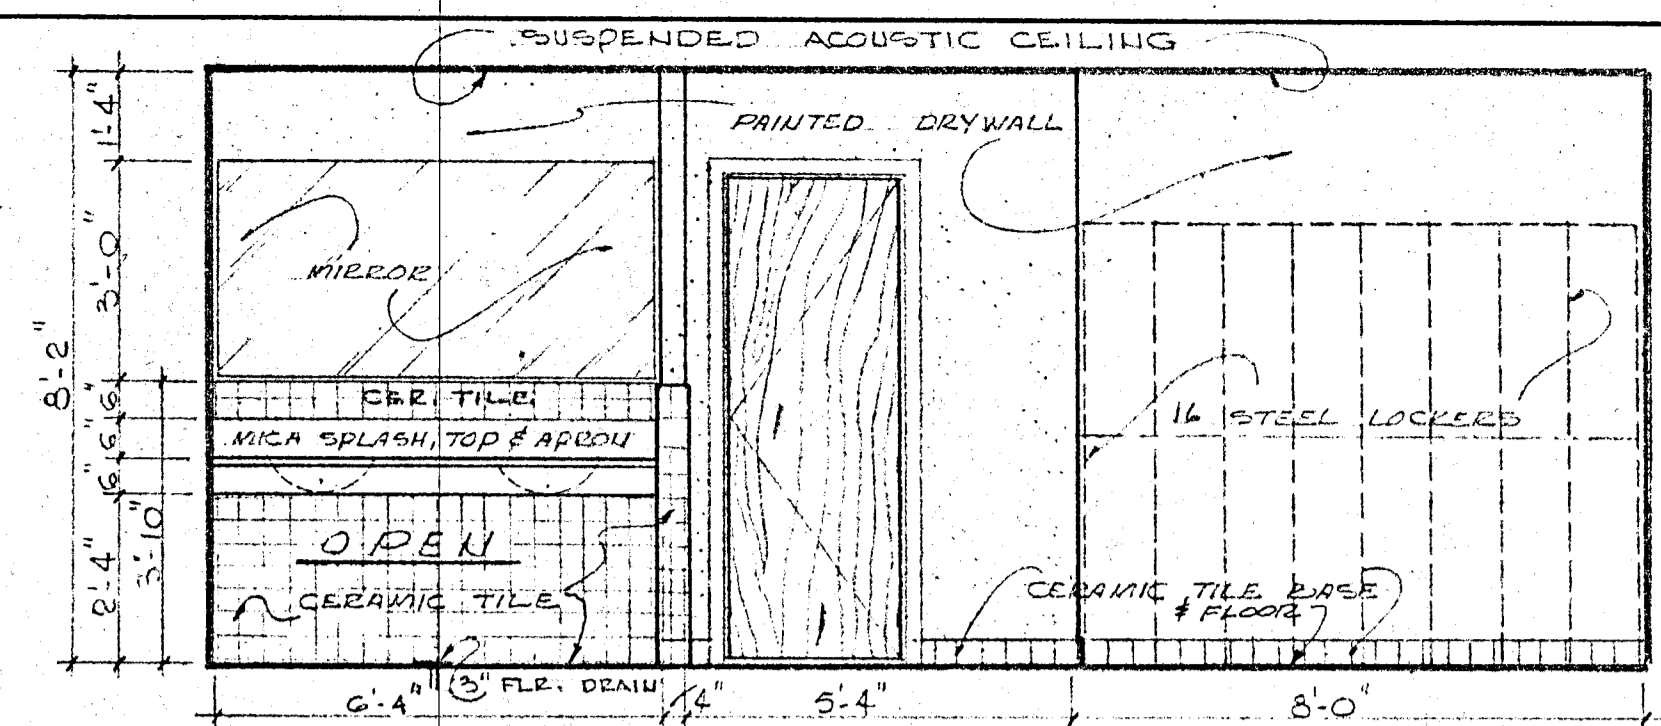 SUSPENDED ACOUSTIC CEILING
PAINTED DRYWALL
1'-4"
3'-0"
8'-2"
6"
6"
6"
2'-4"
3'-10"
MIRROR
CER. TILE
MICA SPLASH, TOP & APRON
16 STEEL LOCKERS
OPEN
CERAMIC TILE
CERAMIC TILE BASE
& FLOOR
3" FLR. DRAIN
6'-4"
4"
5'-4"
8'-0"